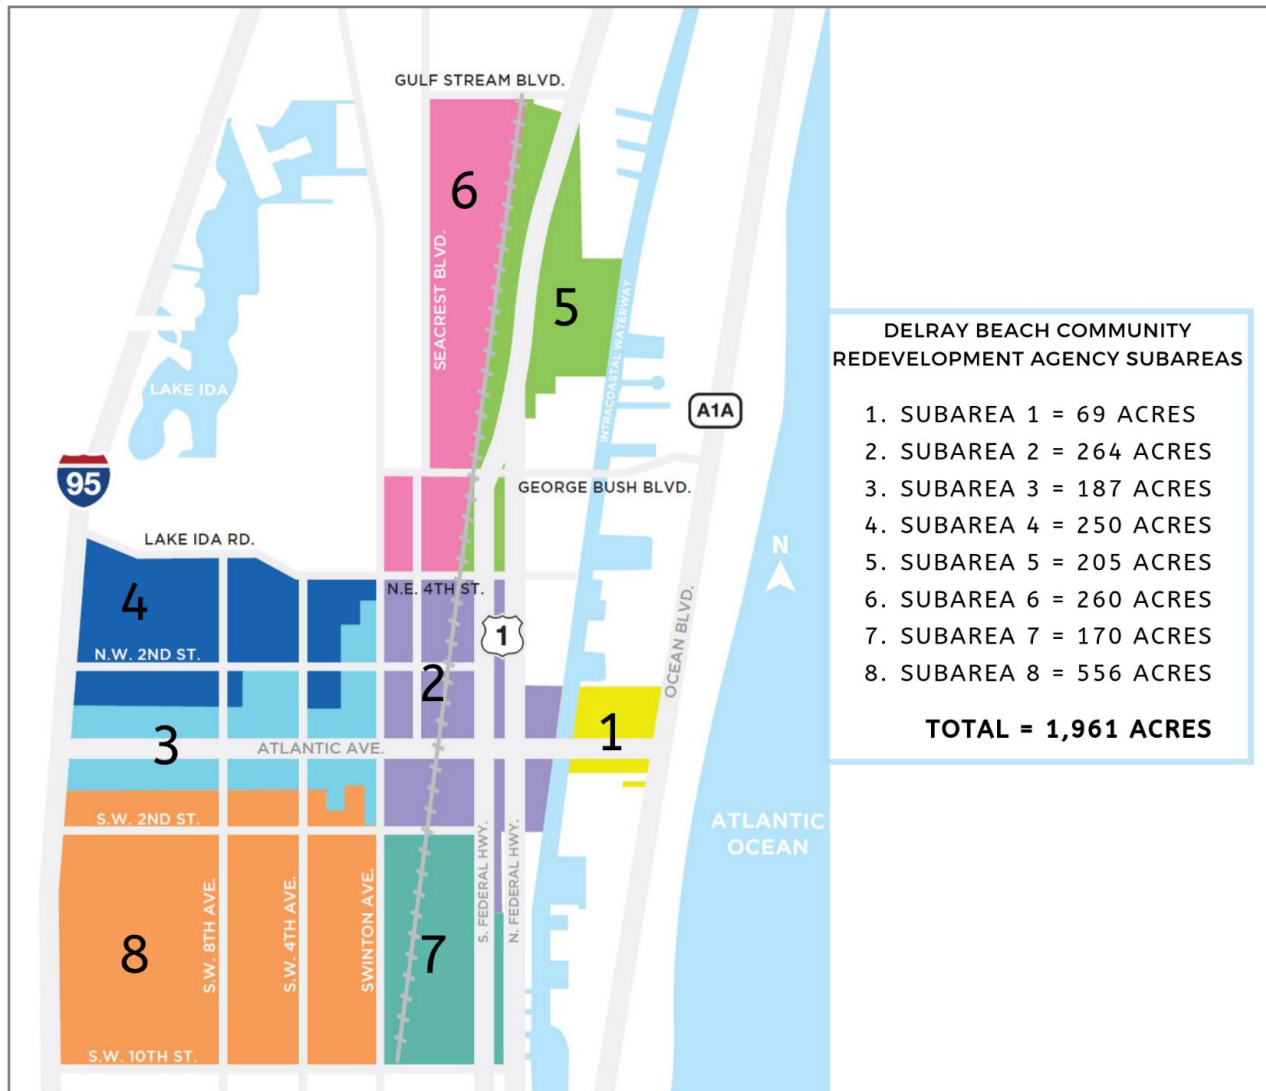 GULF STREAM BLVD.
6
SEACREST BLVD.
5
INTRACOASTAL WATERWAY
LAKE IDA
A1A
95
GEORGE BUSH BLVD.
LAKE IDA RD.
N
4
N.E. 4TH ST.
OCEAN BLVD.
1
N.W. 2ND ST.
2
3
ATLANTIC AVE.
1
S.W. 2ND ST.
ATLANTIC
OCEAN
S.W. 8TH AVE.
S.W. 4TH AVE.
SWINTON AVE.
S. FEDERAL HWY.
N. FEDERAL HWY.
8
7
S.W. 10TH ST.
DELRAY BEACH COMMUNITY
REDEVELOPMENT AGENCY SUBAREAS
1. SUBAREA 1 = 69 ACRES
2. SUBAREA 2 = 264 ACRES
3. SUBAREA 3 = 187 ACRES
4. SUBAREA 4 = 250 ACRES
5. SUBAREA 5 = 205 ACRES
6. SUBAREA 6 = 260 ACRES
7. SUBAREA 7 = 170 ACRES
8. SUBAREA 8 = 556 ACRES
TOTAL = 1,961 ACRES